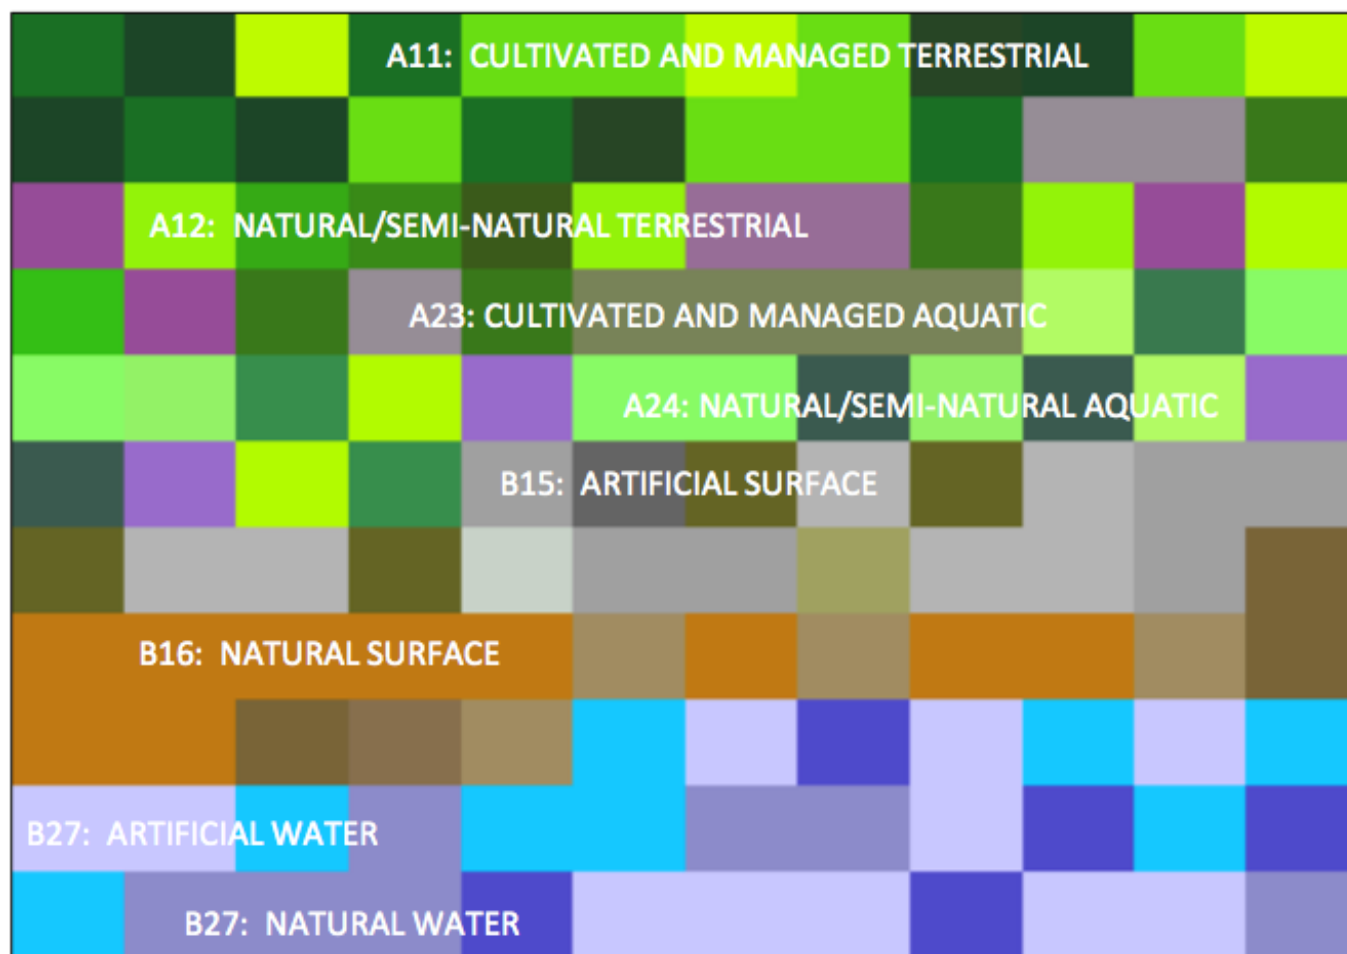 A11:  CULTIVATED AND MANAGED TERRESTRIAL
A12:  NATURAL/SEMI-NATURAL TERRESTRIAL
A23: CULTIVATED AND MANAGED AQUATIC
A24: NATURAL/SEMI-NATURAL AQUATIC
B15:  ARTIFICIAL SURFACE
B16:  NATURAL SURFACE
B27:  ARTIFICIAL WATER
B27:  NATURAL WATER